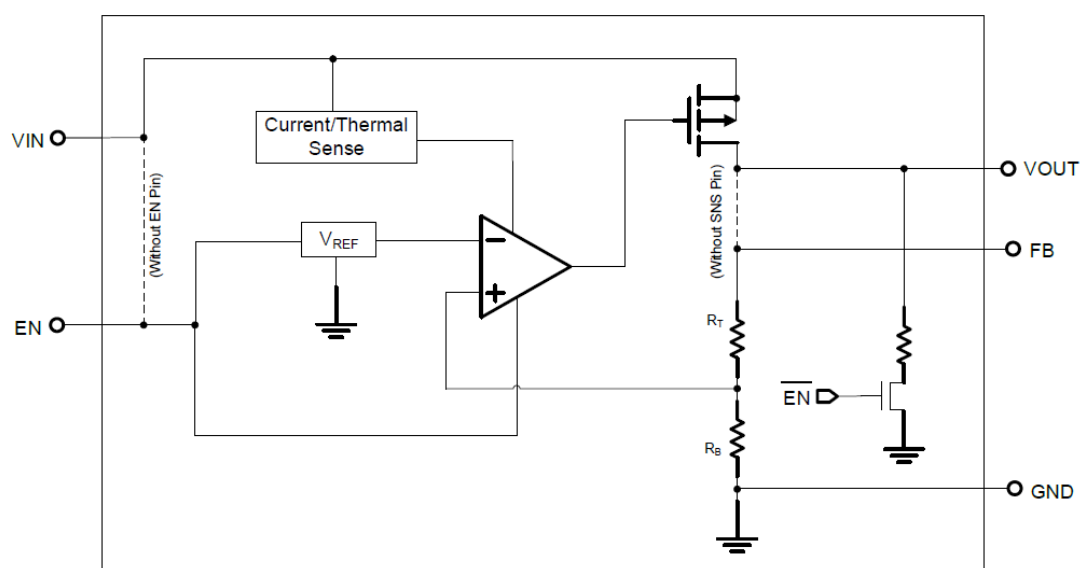 Current/Thermal
Sense
VIN
(Without EN Pin)
(Without SNS Pin)
VOUT
VREF
−
+
FB
EN
RT
EN
RB
GND